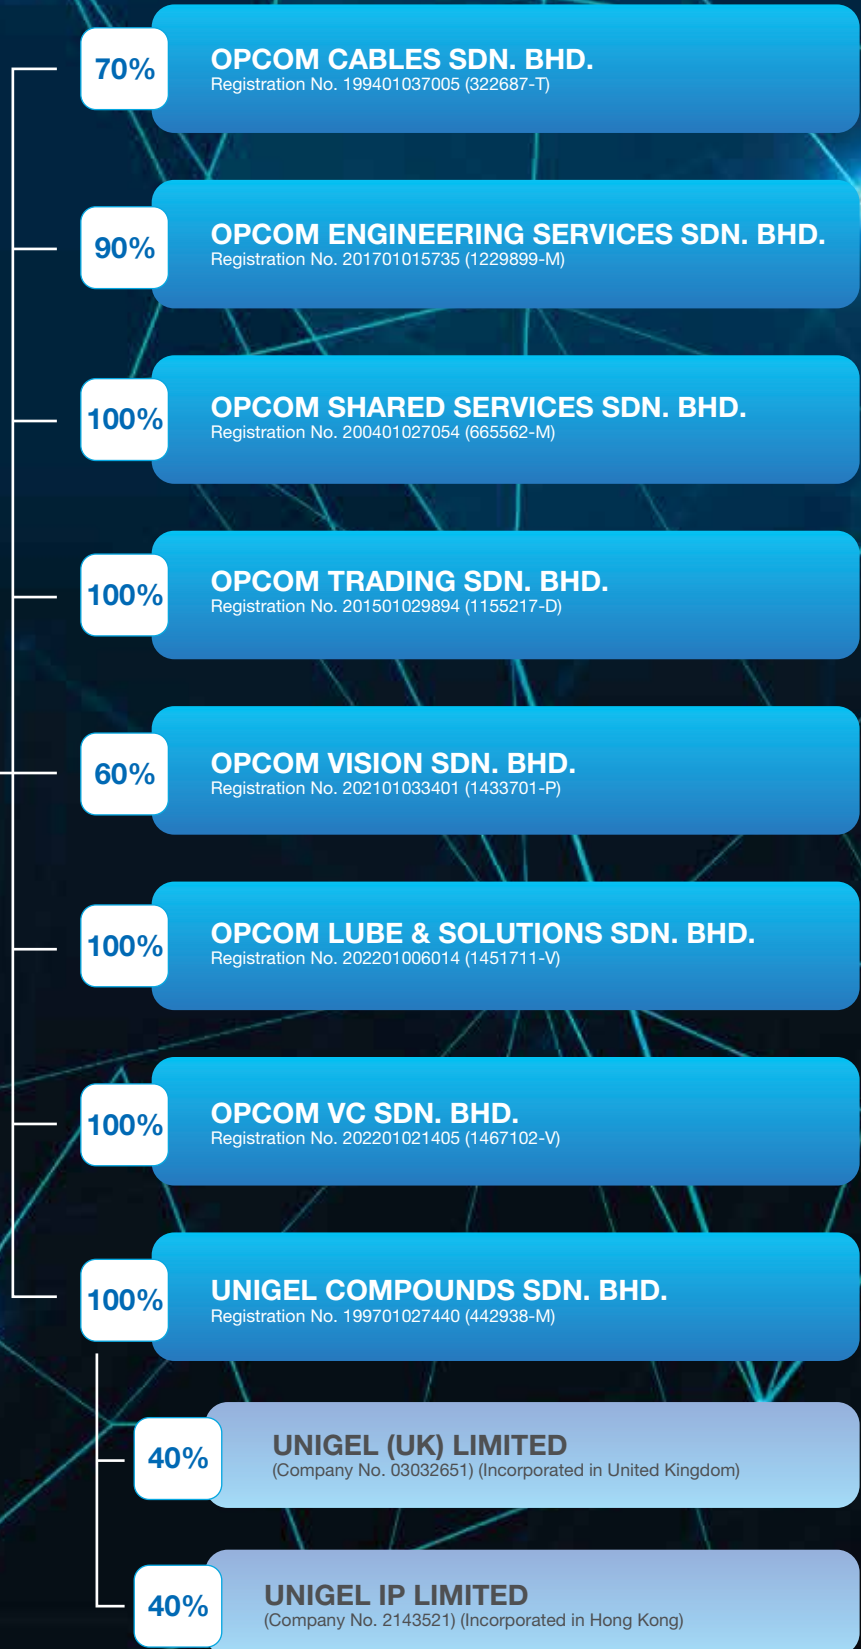 70%
OPCOM CABLES SDN. BHD.
Registration No. 199401037005 (322687-T)
90%
OPCOM ENGINEERING SERVICES SDN. BHD.
Registration No. 201701015735 (1229899-M)
100%
OPCOM SHARED SERVICES SDN. BHD.
Registration No. 200401027054 (665562-M)
100%
OPCOM TRADING SDN. BHD.
Registration No. 201501029894 (1155217-D)
60%
OPCOM VISION SDN. BHD.
Registration No. 202101033401 (1433701-P)
100%
OPCOM LUBE & SOLUTIONS SDN. BHD.
Registration No. 202201006014 (1451711-V)
100%
OPCOM VC SDN. BHD.
Registration No. 202201021405 (1467102-V)
100%
UNIGEL COMPOUNDS SDN. BHD.
Registration No. 199701027440 (442938-M)
40%
UNIGEL (UK) LIMITED
(Company No. 03032651) (Incorporated in United Kingdom)
40%
UNIGEL IP LIMITED
(Company No. 2143521) (Incorporated in Hong Kong)